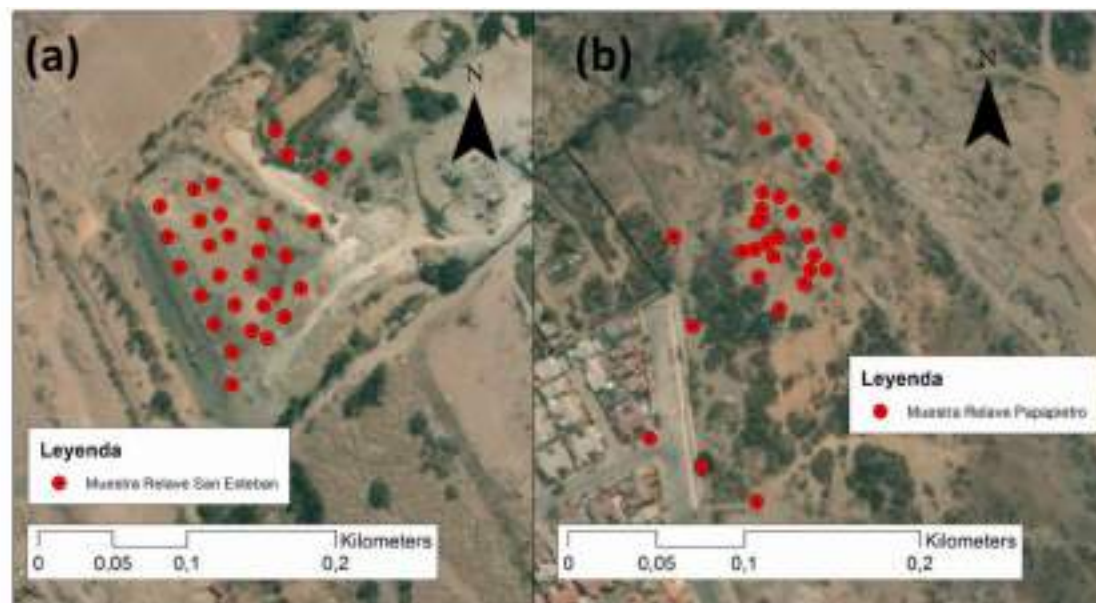 (a)
N
Leyenda
Muestra Relave San Esteban
Kilometers
0 0,05 0,1 0,2
(b)
N
Leyenda
Muestra Relave Papapietro
Kilometers
0 0,05 0,1 0,2